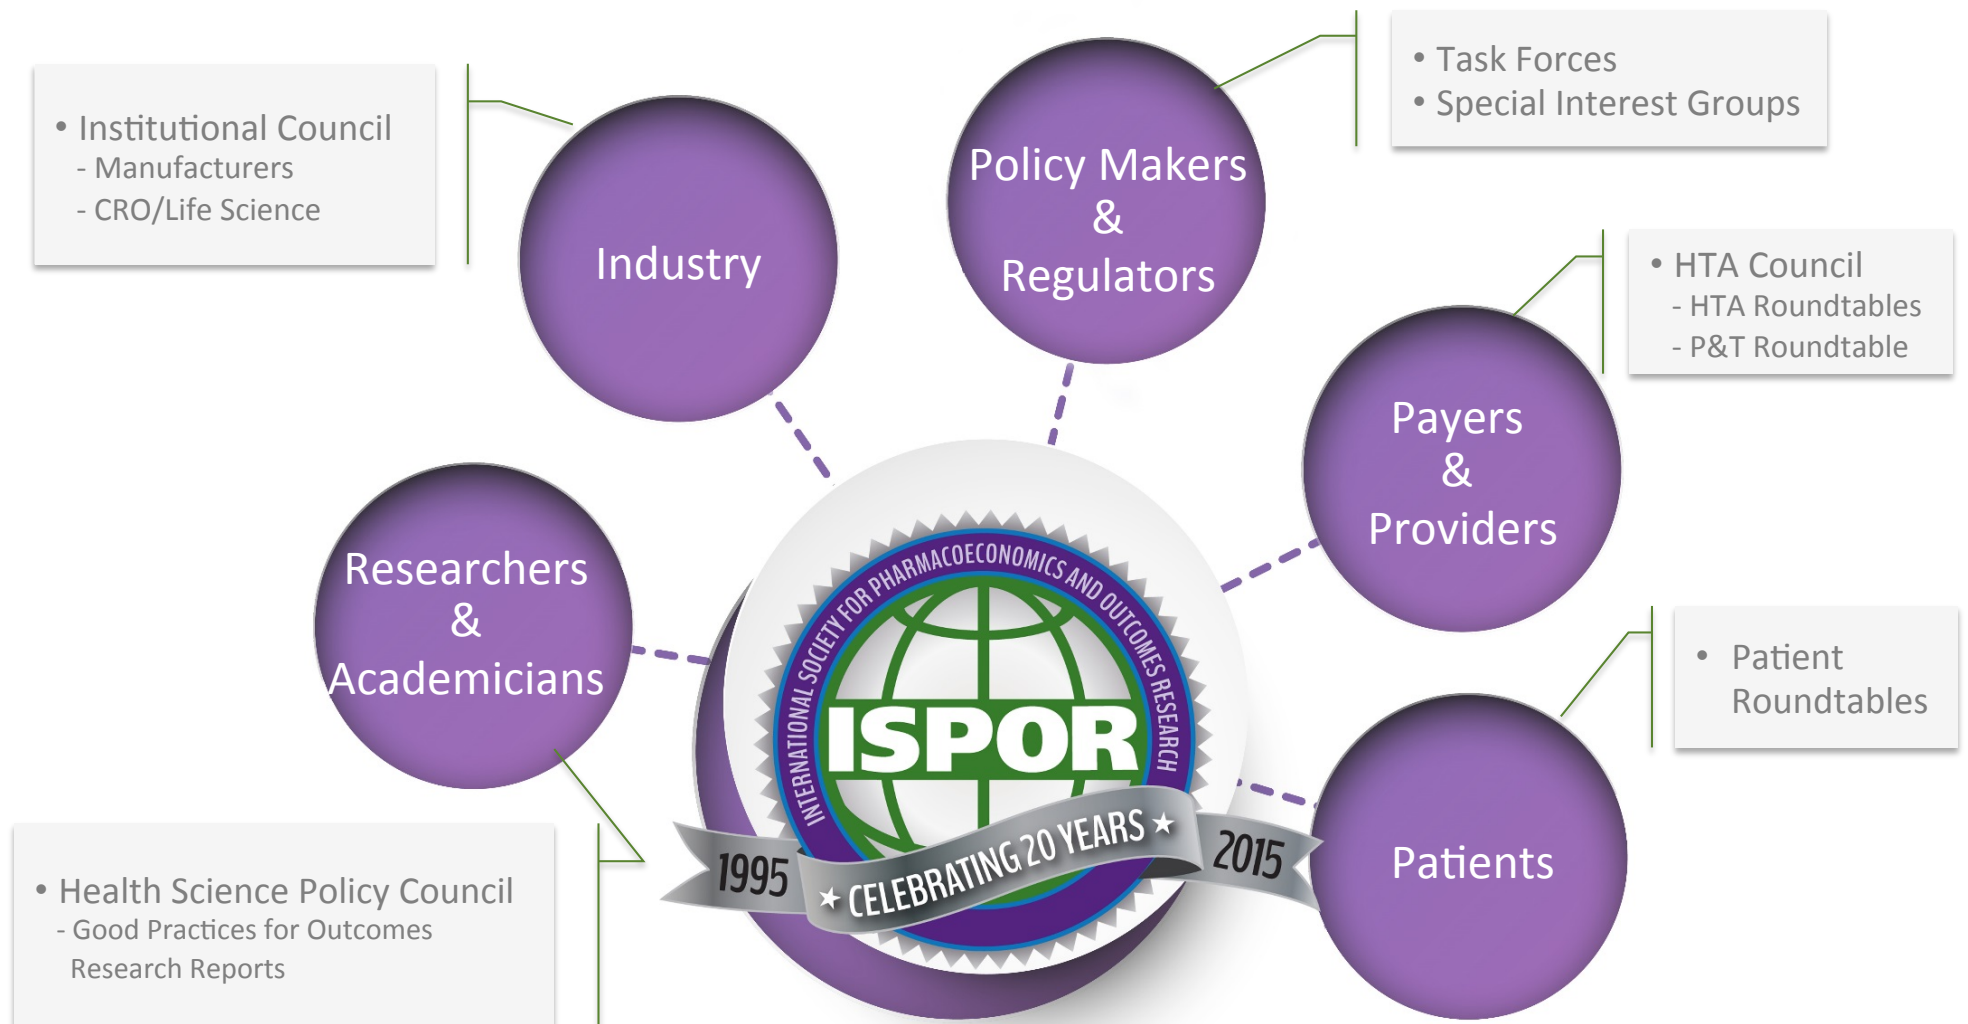 • Institutional Council
- Manufacturers
- CRO/Life Science
Industry
Policy Makers
&
Regulators
• Task Forces
• Special Interest Groups
• HTA Council
- HTA Roundtables
- P&T Roundtable
Payers
&
Providers
• Patient
Roundtables
Patients
Researchers
&
Academicians
• Health Science Policy Council
- Good Practices for Outcomes
Research Reports
INTERNATIONAL SOCIETY FOR PHARMACOECONOMICS AND OUTCOMES RESEARCH
ISPOR
1995
★ CELEBRATING 20 YEARS ★
2015